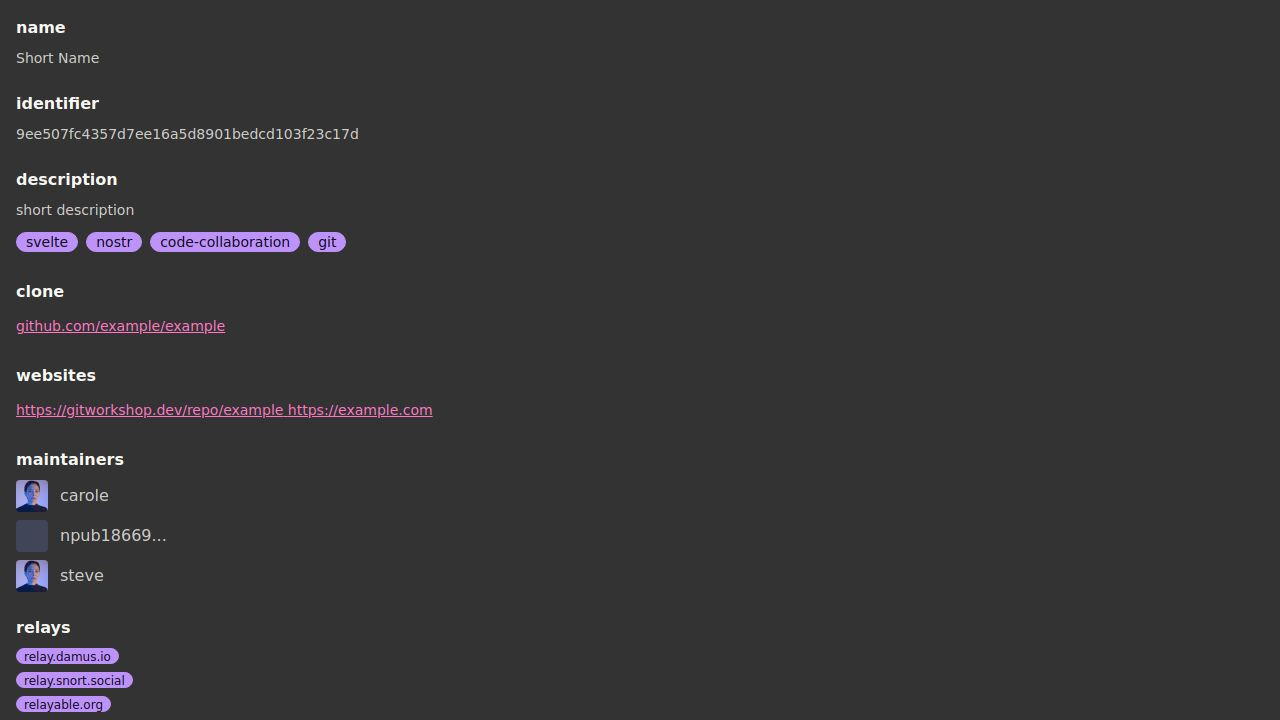 name
Short Name
identifier
9ee507fc4357d7ee16a5d8901bedcd103f23c17d
description
short description
svelte nostr code-collaboration git
clone
github.com/example/example
websites
https://gitworkshop.dev/repo/example https://example.com
maintainers
carole
npub18669...
steve
relays
relay.damus.io
relay.snort.social
relayable.org